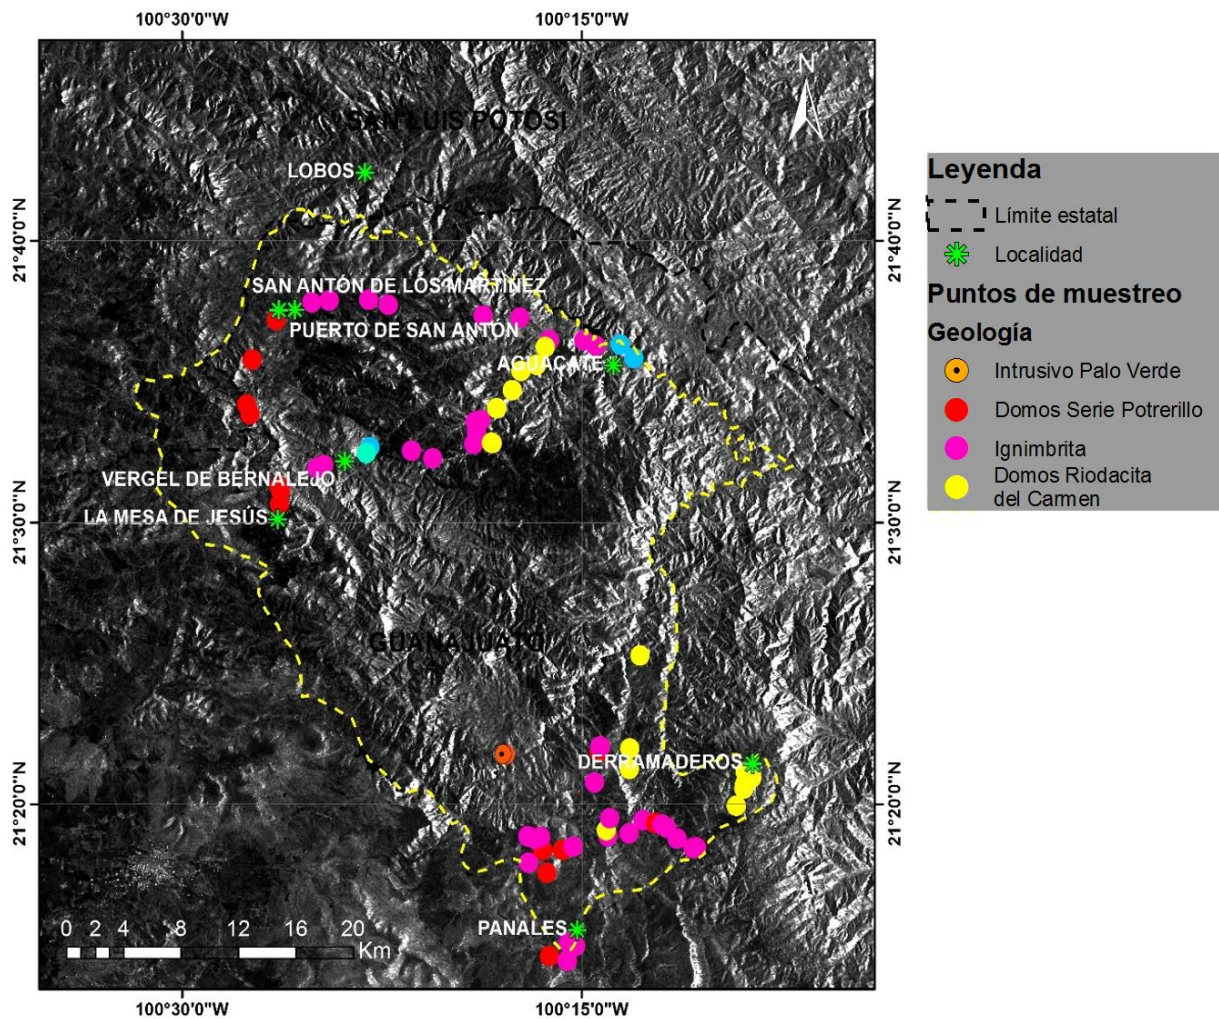 100°30'0"W
100°15'0"W
N
SAN LUIS POTOSI
LOBOS
21°40'0"N
21°40'0"N
SAN ANTÓN DE LOS MARTÍNEZ
PUERTO DE SAN ANTÓN
AGUACATE
VERGEL DE BERNALEJO
LA MESA DE JESÚS
21°30'0"N
21°30'0"N
GUANAJUATO
DERRAMADEROS
21°20'0"N
21°20'0"N
PANALES
0 2 4 8 12 16 20
Km
100°30'0"W
100°15'0"W
Leyenda
Límite estatal
Localidad
Puntos de muestreo
Geología
Intrusivo Palo Verde
Domos Serie Potrerillo
Ignimbrita
Domos Riodacita
del Carmen